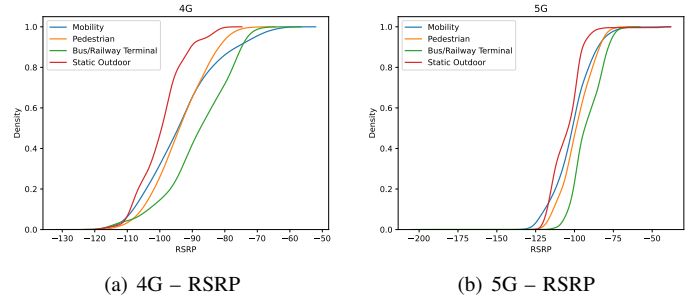 4G
5G
Mobility
Pedestrian
Bus/Railway Terminal
Static Outdoor
Mobility
Pedestrian
Bus/Railway Terminal
Static Outdoor
1.0
0.8
0.6
0.4
0.2
0.0
Density
1.0
0.8
0.6
0.4
0.2
0.0
Density
−130 −120 −110 −100 −90 −80 −70 −60 −50
−200 −175 −150 −125 −100 −75 −50
RSRP
RSRP
(a) 4G – RSRP
(b) 5G – RSRP